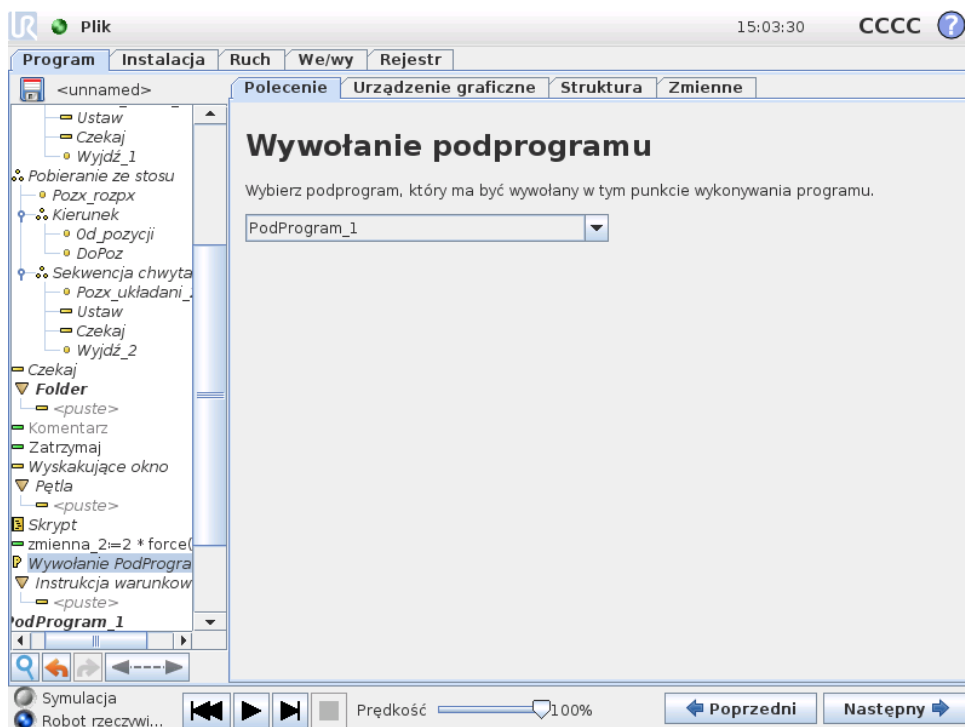 UR Plik 15:03:30 CCCC ?
Program Instalacja Ruch We/wy Rejestr
<unnamed>
Polecenie Urządzenie graficzne Struktura Zmienne
Ustaw
Czekaj
Wyjdź_1
Pobieranie ze stosu
Pozx_rozpx
Kierunek
Od_pozycji
DoPoz
Sekwencja chwyta
Pozx_układani_2
Ustaw
Czekaj
Wyjdź_2
Czekaj
Folder
<puste>
Komentarz
Zatrzymaj
Wyskakujące okno
Pętla
<puste>
Skrypt
zmienna_2:=2 * force(
Wywołanie PodProgra
Instrukcja warunkow
<puste>
PodProgram_1
Wywołanie podprogramu
Wybierz podprogram, który ma być wywołany w tym punkcie wykonywania programu.
PodProgram_1
Symulacja
Robot rzeczywi...
Prędkość 100%
Poprzedni Następny